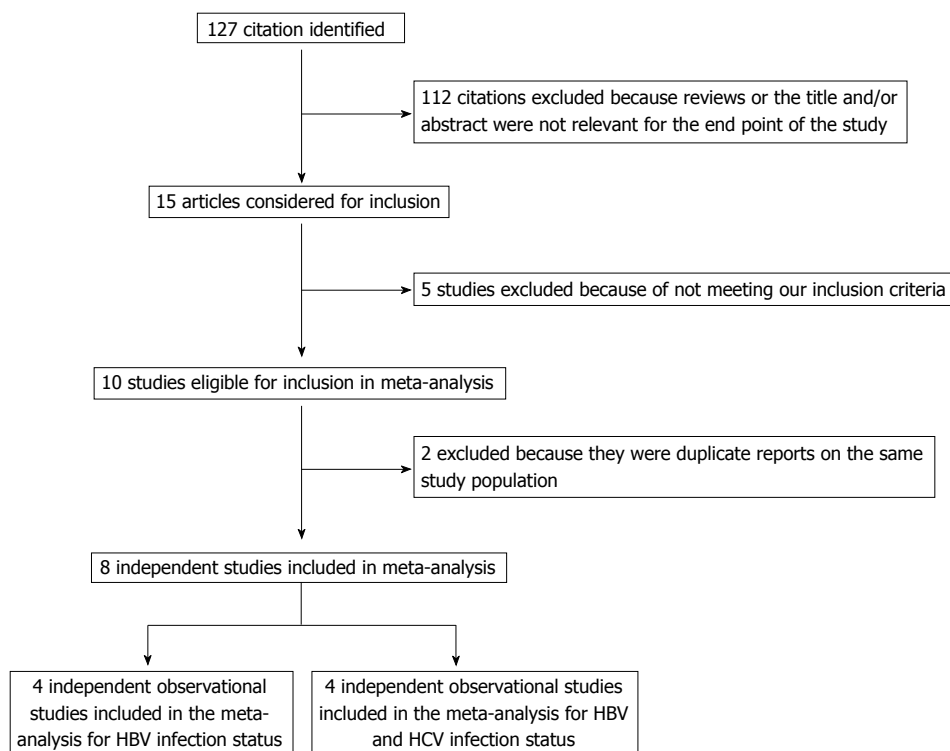 127 citation identified
112 citations excluded because reviews or the title and/or
abstract were not relevant for the end point of the study
15 articles considered for inclusion
5 studies excluded because of not meeting our inclusion criteria
10 studies eligible for inclusion in meta-analysis
2 excluded because they were duplicate reports on the same
study population
8 independent studies included in meta-analysis
4 independent observational
studies included in the meta-
analysis for HBV infection status
4 independent observational studies
included in the meta-analysis for HBV
and HCV infection status